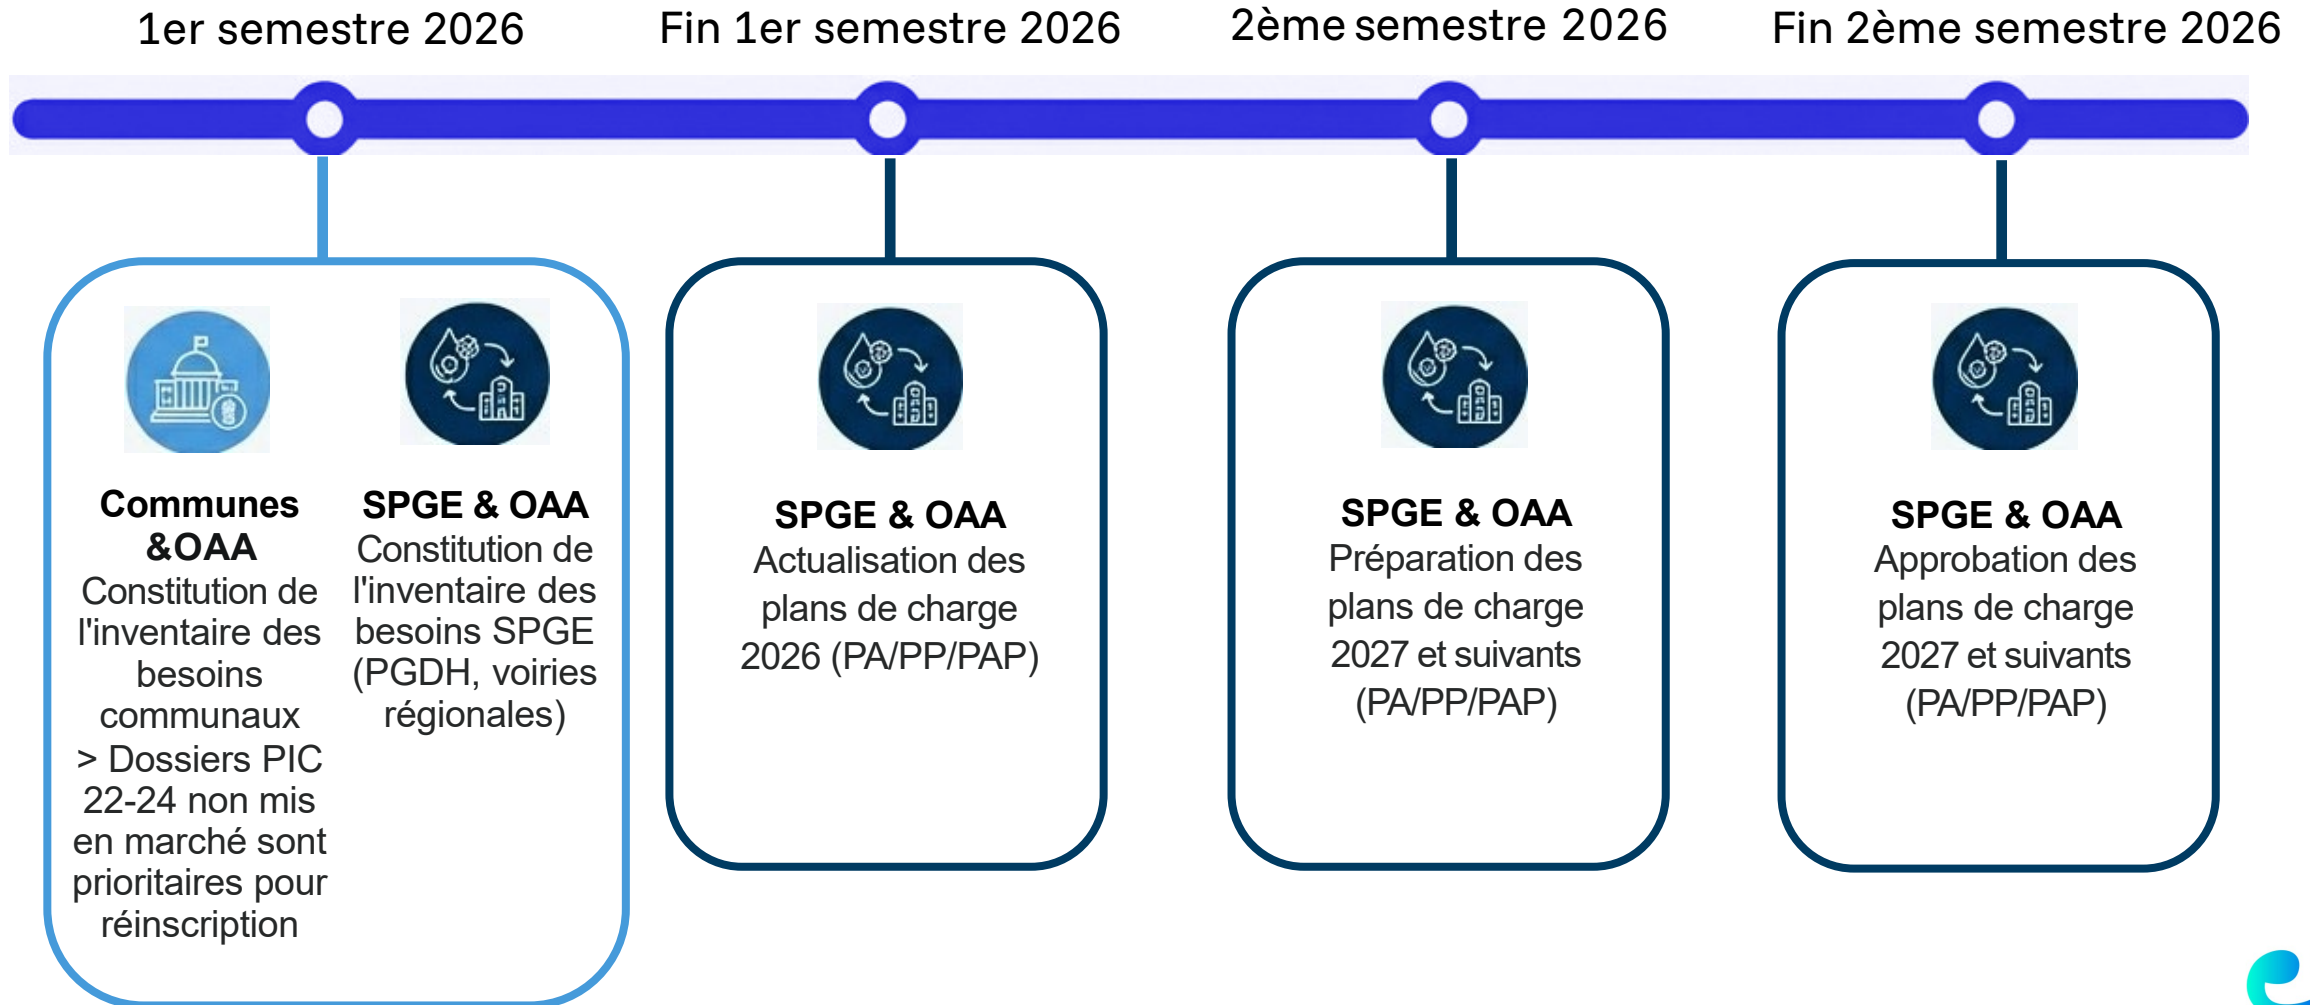 1er semestre 2026
Fin 1er semestre 2026
2ème semestre 2026
Fin 2ème semestre 2026
Communes
&OAA
Constitution de
l'inventaire des
besoins
communaux
> Dossiers PIC
22-24 non mis
en marché sont
prioritaires pour
réinscription
SPGE & OAA
Constitution de
l'inventaire des
besoins SPGE
(PGDH, voiries
régionales)
SPGE & OAA
Actualisation des
plans de charge
2026 (PA/PP/PAP)
SPGE & OAA
Préparation des
plans de charge
2027 et suivants
(PA/PP/PAP)
SPGE & OAA
Approbation des
plans de charge
2027 et suivants
(PA/PP/PAP)